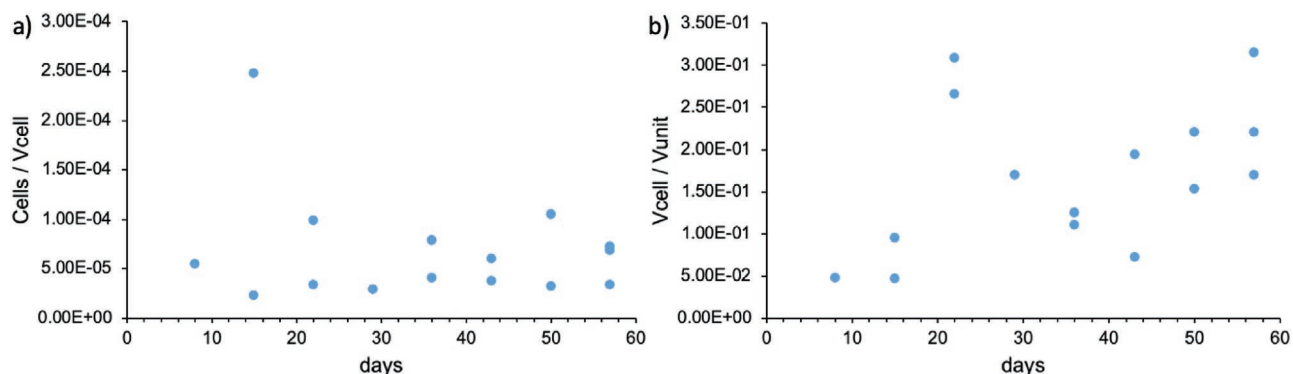 a)
3.00E-04
2.50E-04
2.00E-04
1.50E-04
1.00E-04
5.00E-05
0.00E+00
Cells / Vcell
0 10 20 30 40 50 60
days
b)
3.50E-01
3.00E-01
2.50E-01
2.00E-01
1.50E-01
1.00E-01
5.00E-02
0.00E+00
Vcell / Vunit
0 10 20 30 40 50 60
days